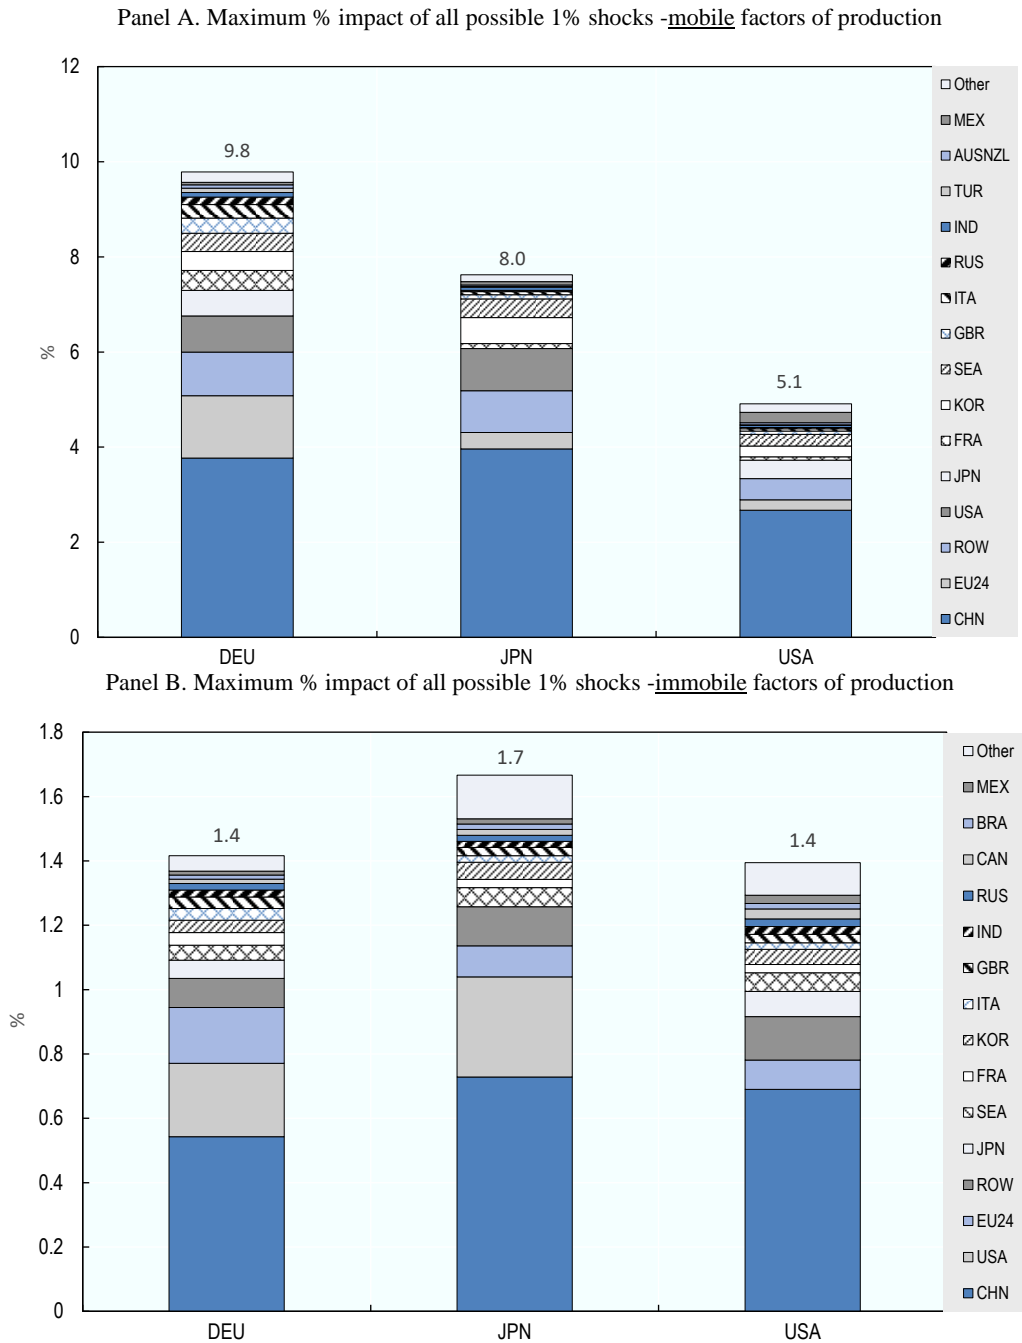 Panel A. Maximum % impact of all possible 1% shocks -mobile factors of production
12
10
8
6
4
2
0
%
9.8
8.0
5.1
DEU
JPN
USA
Other
MEX
AUSNZL
TUR
IND
RUS
ITA
GBR
SEA
KOR
FRA
JPN
USA
ROW
EU24
CHN
Panel B. Maximum % impact of all possible 1% shocks -immobile factors of production
1.8
1.6
1.4
1.2
1
0.8
0.6
0.4
0.2
0
%
1.4
1.7
1.4
DEU
JPN
USA
Other
MEX
BRA
CAN
RUS
IND
GBR
ITA
KOR
FRA
SEA
JPN
ROW
EU24
USA
CHN